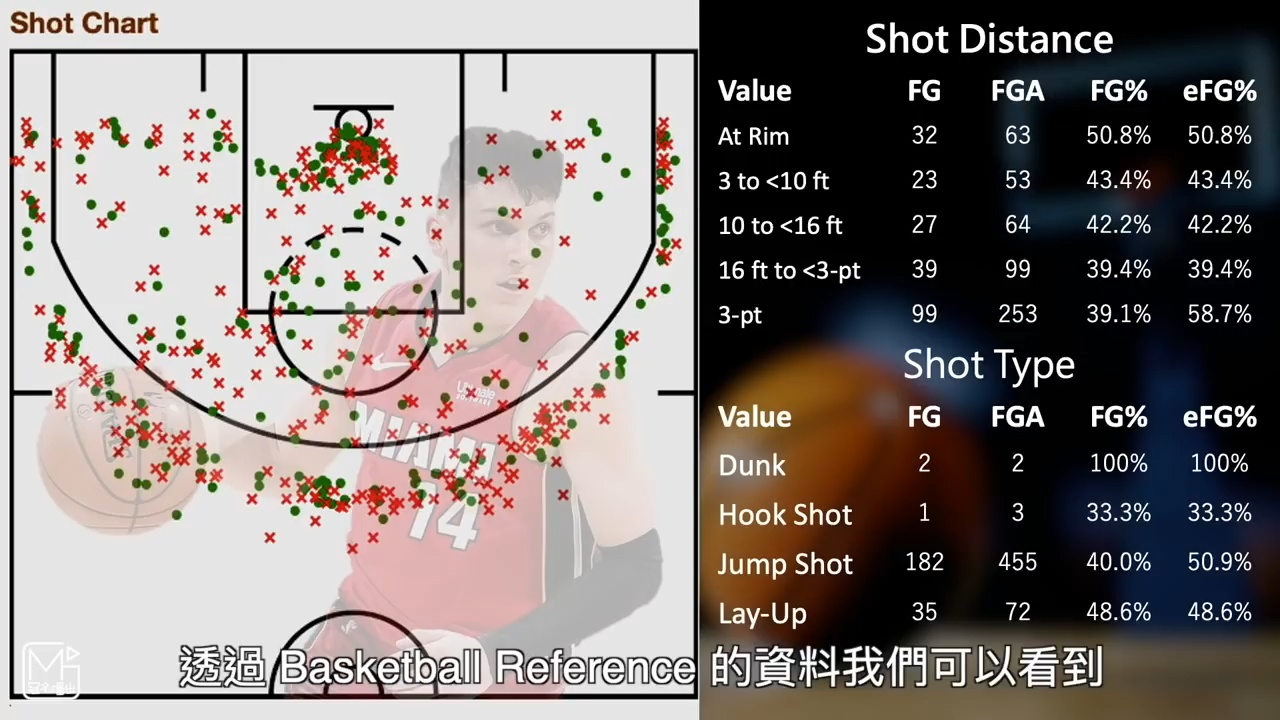 Shot Chart
Shot Distance
Value FG FGA FG% eFG%
At Rim 32 63 50.8% 50.8%
3 to <10 ft 23 53 43.4% 43.4%
10 to <16 ft 27 64 42.2% 42.2%
16 ft to <3-pt 39 99 39.4% 39.4%
3-pt 99 253 39.1% 58.7%
Shot Type
Value FG FGA FG% eFG%
Dunk 2 2 100% 100%
Hook Shot 1 3 33.3% 33.3%
Jump Shot 182 455 40.0% 50.9%
Lay-Up 35 72 48.6% 48.6%
MIAMI
14
透過 Basketball Reference 的資料我們可以看到